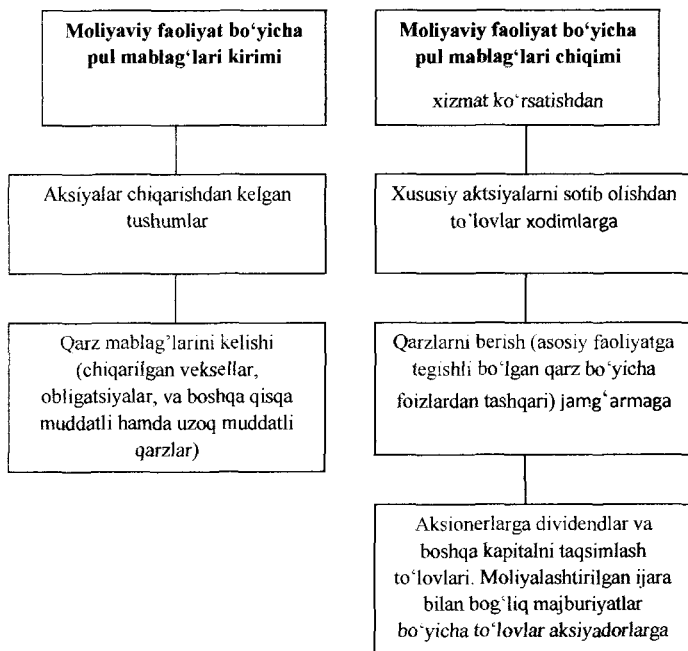 Moliyaviy faoliyat bo‘yicha
pul mablag‘lari kirimi
Aksiyalar chiqarishdan kelgan
tushumlar
Qarz mablag’larini kelishi
(chiqarilgan veksellar,
obligatsiyalar, va boshqa qisqa
muddatli hamda uzoq muddatli
qarzlar)
Moliyaviy faoliyat bo‘yicha
pul mablag‘lari chiqimi
xizmat ko‘rsatishdan
Xususiy aktsiyalarni sotib olishdan
to`lovlar xodimlarga
Qarzlarni berish (asosiy faoliyatga
tegishli bo‘lgan qarz bo‘yicha
foizlardan tashqari) jamg‘armaga
Aksionerlarga dividendlar va
boshqa kapitalni taqsimlash
to‘lovlari. Moliyalashtirilgan ijara
bilan bog‘liq majburiyatlar
bo‘yicha to‘lovlar aksiyadorlarga